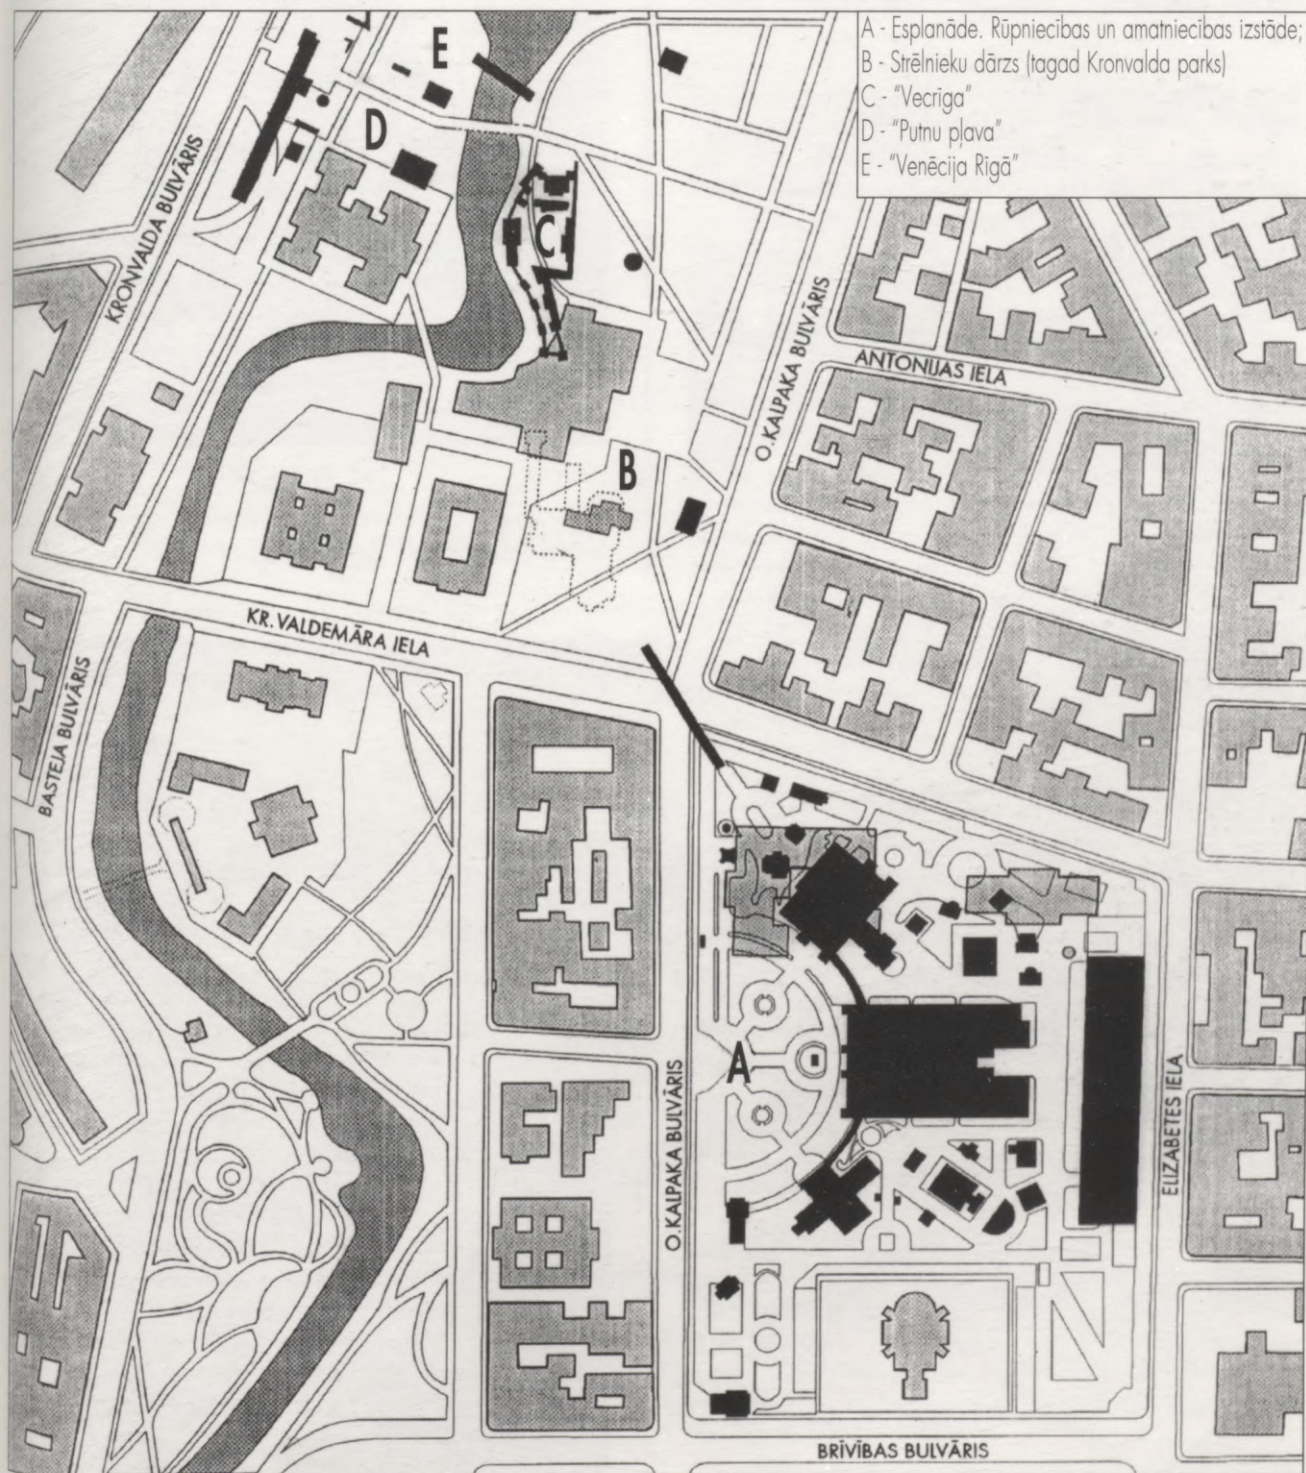 A - Esplanāde. Rūpniecības un amatniecības izstāde;
B - Strēlnieku dārzs (tagad Kronvalda parks)
C - "Vecrīga"
D - "Putnu pļava"
E - "Venēcija Rīgā"
E
D
C
KRONVALDA BULVĀRIS
O.KALPAKA BULVĀRIS
ANTONIJAS IELA
B
KR.VALDEMĀRA IELA
BASTEJA BULVĀRIS
A
O.KALPAKA BULVĀRIS
ELIZABETES IELA
BRĪVĪBAS BULVĀRIS